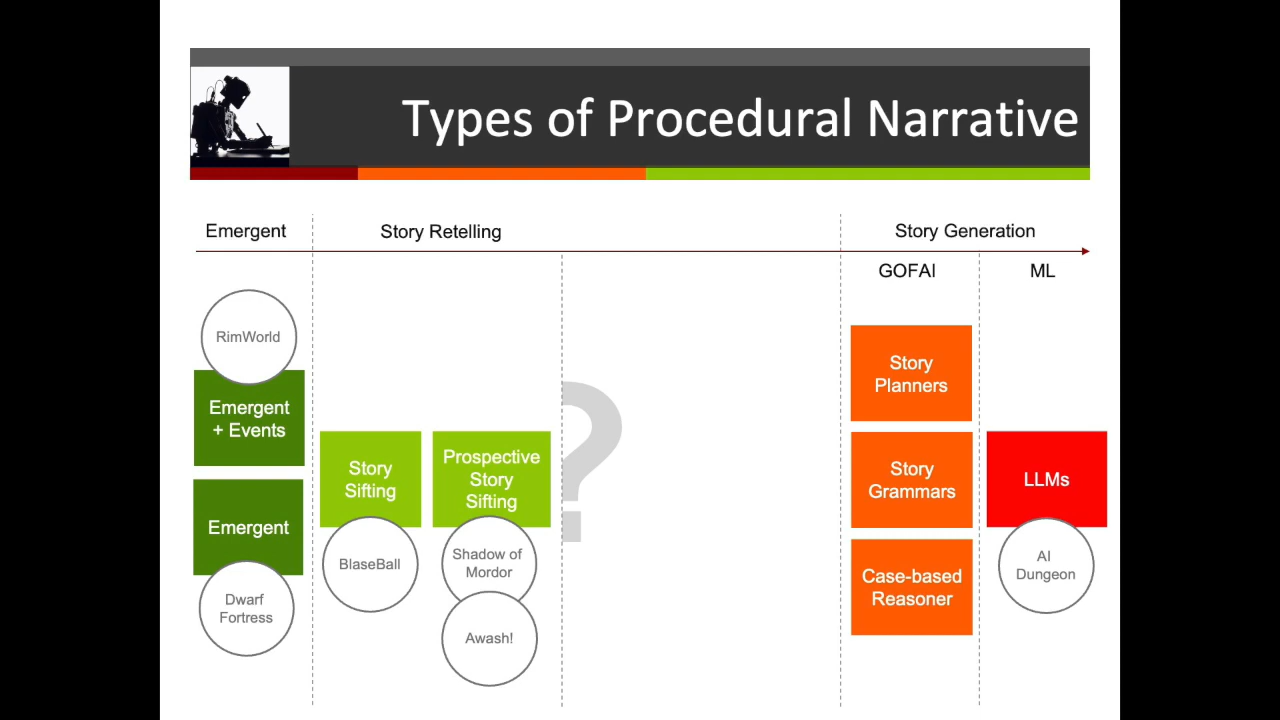 Types of Procedural Narrative
Emergent
Story Retelling
Story Generation
GOFAI
ML
RimWorld
Emergent
+ Events
Emergent
Dwarf
Fortress
Story
Sifting
BlaseBall
Prospective
Story
Sifting
Shadow of
Mordor
Awash!
?
Story
Planners
Story
Grammars
Case-based
Reasoner
LLMs
AI
Dungeon